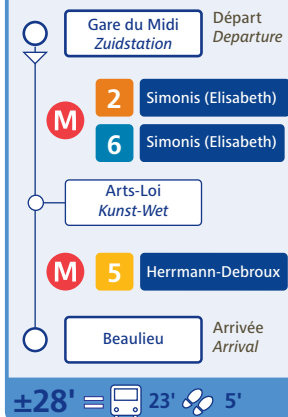 Gare du Midi
Zuidstation
Départ
Departure
M
2 Simonis (Elisabeth)
6 Simonis (Elisabeth)
Arts-Loi
Kunst-Wet
M 5 Herrmann-Debroux
Beaulieu
Arrivée
Arrival
±28' = 23' 5'